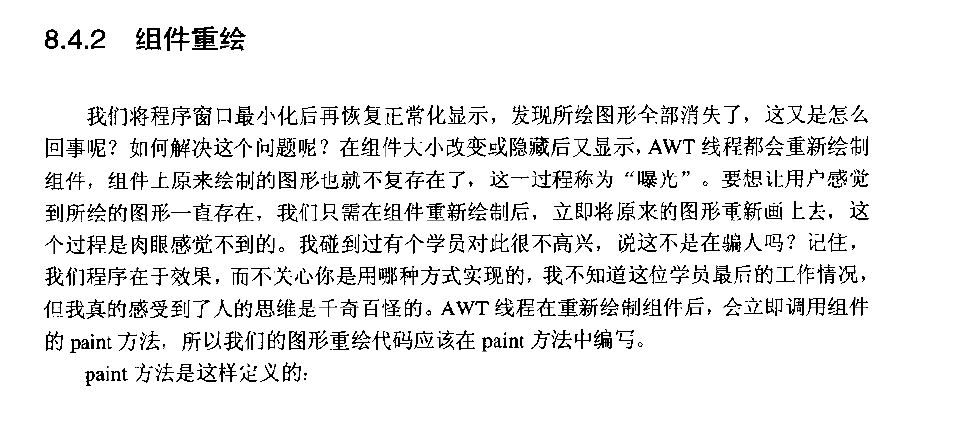 8.4.2 组件重绘
我们将程序窗口最小化后再恢复正常化显示，发现所绘图形全部消失了，这又是怎么
回事呢？如何解决这个问题呢？在组件大小改变或隐藏后又显示，AWT 线程都会重新绘制
组件，组件上原来绘制的图形也就不复存在了，这一过程称为“曝光”。要想让用户感觉
到所绘的图形一直存在，我们只需在组件重新绘制后，立即将原来的图形重新画上去，这
个过程是肉眼感觉不到的。我碰到过有个学员对此很不高兴，说这不是在骗人吗？记住，
我们程序在于效果，而不关心你是用哪种方式实现的，我不知道这位学员最后的工作情况，
但我真的感受到了人的思维是千奇百怪的。AWT 线程在重新绘制组件后，会立即调用组件
的 paint 方法，所以我们的图形重绘代码应该在 paint 方法中编写。
paint 方法是这样定义的：